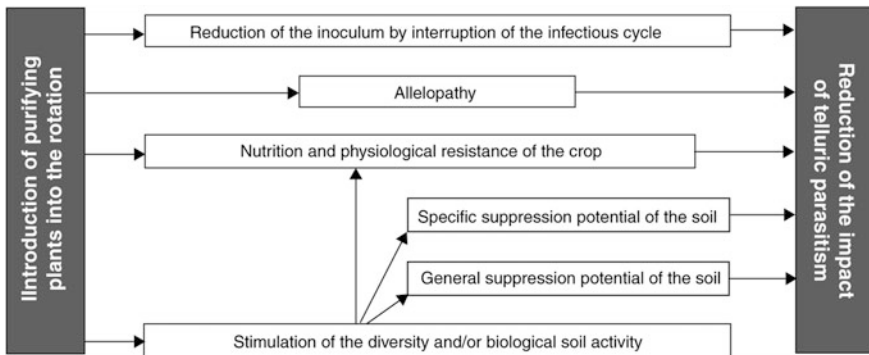 IIntroduction of purifying
plants into the rotation
Reduction of the inoculum by interruption of the infectious cycle
Allelopathy
Nutrition and physiological resistance of the crop
Specific suppression potential of the soil
General suppression potential of the soil
Stimulation of the diversity and/or biological soil activity
Reduction of the impact
of telluric parasitism